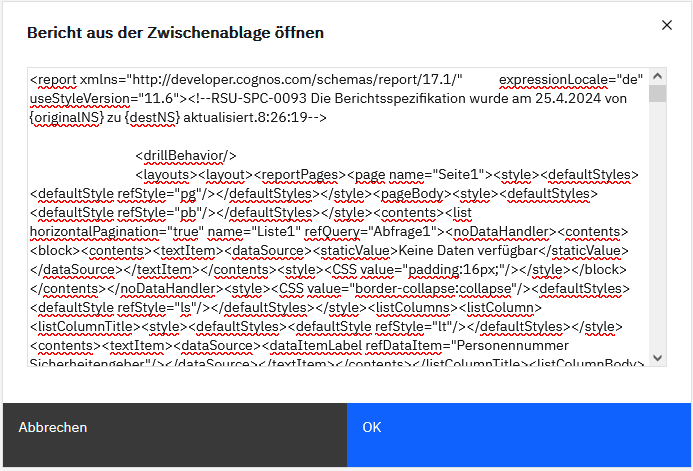 Bericht aus der Zwischenablage öffnen
<report xmlns="http://developer.cognos.com/schemas/report/17.1/" expressionLocale="de"
useStyleVersion="11.6"><!--RSU-SPC-0093 Die Berichtsspezifikation wurde am 25.4.2024 von
{originalNS} zu {destNS} aktualisiert.8:26:19-->
<drillBehavior/>
<layouts><layout><reportPages><page name="Seite1"><style><defaultStyles>
<defaultStyle refStyle="pg"/></defaultStyles></style><pageBody><style><defaultStyles>
<defaultStyle refStyle="pb"/></defaultStyles></style><contents><list
horizontalPagination="true" name="Liste1" refQuery="Abfrage1"><noDataHandler><contents>
<block><contents><textItem><dataSource><staticValue>Keine Daten verfügbar</staticValue>
</dataSource></textItem></contents><style><CSS value="padding:16px;"/></style></block>
</contents></noDataHandler><style><CSS value="border-collapse:collapse"/><defaultStyles>
<defaultStyle refStyle="ls"/></defaultStyles></style><listColumns><listColumn>
<listColumnTitle><style><defaultStyles><defaultStyle refStyle="lt"/></defaultStyles></style>
<contents><textItem><dataSource><dataItemLabel refDataItem="Personennummer
Sicherheitengeber"/></dataSource></textItem></contents></listColumnTitle><listColumnBody>
Abbrechen
OK